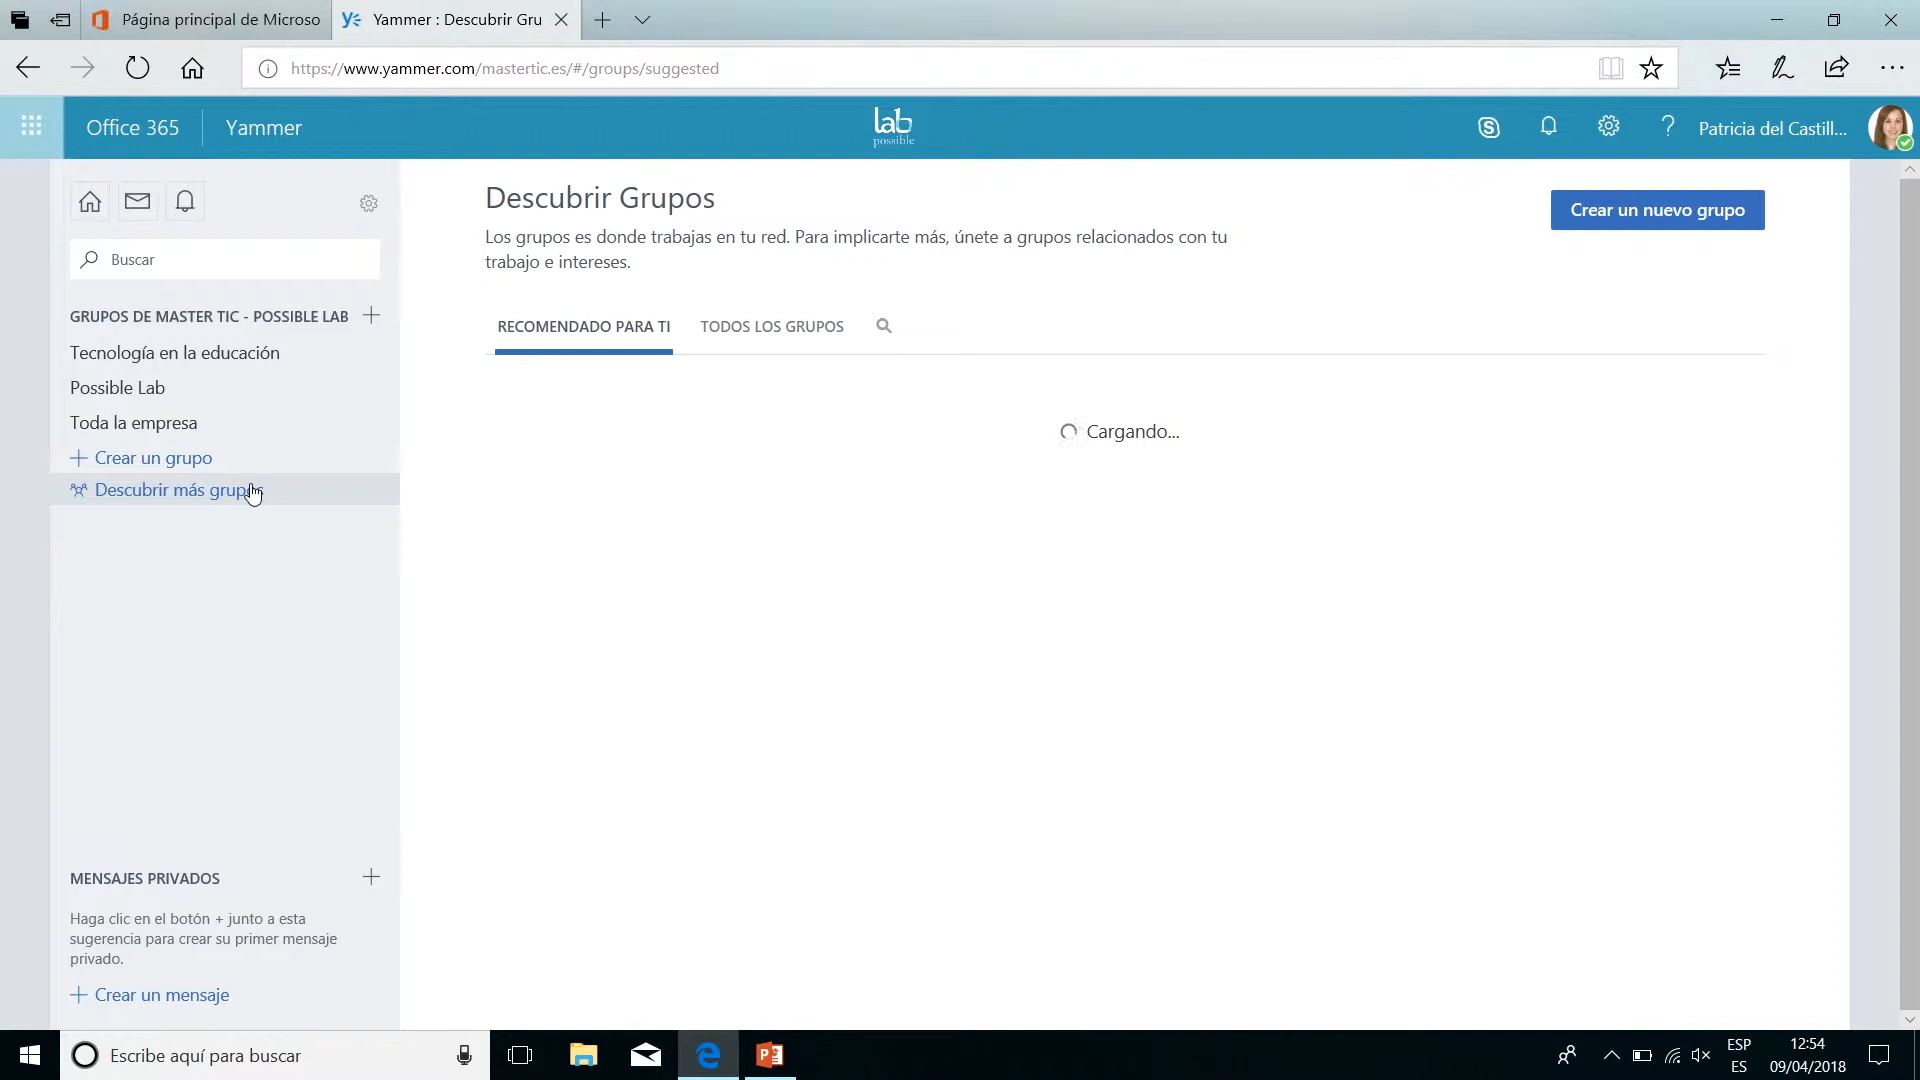 Página principal de Microso
Yammer : Descubrir Gru
https://www.yammer.com/mastertic.es/#/groups/suggested
Office 365
Yammer
lab
possible
Patricia del Castill...
Descubrir Grupos
Crear un nuevo grupo
Los grupos es donde trabajas en tu red. Para implicarte más, únete a grupos relacionados con tu
trabajo e intereses.
Buscar
GRUPOS DE MASTER TIC - POSSIBLE LAB
RECOMENDADO PARA TI
TODOS LOS GRUPOS
Tecnología en la educación
Possible Lab
Toda la empresa
Crear un grupo
Descubrir más grupos
Cargando...
MENSAJES PRIVADOS
Haga clic en el botón + junto a esta
sugerencia para crear su primer mensaje
privado.
Crear un mensaje
Escribe aquí para buscar
ESP
ES
12:54
09/04/2018